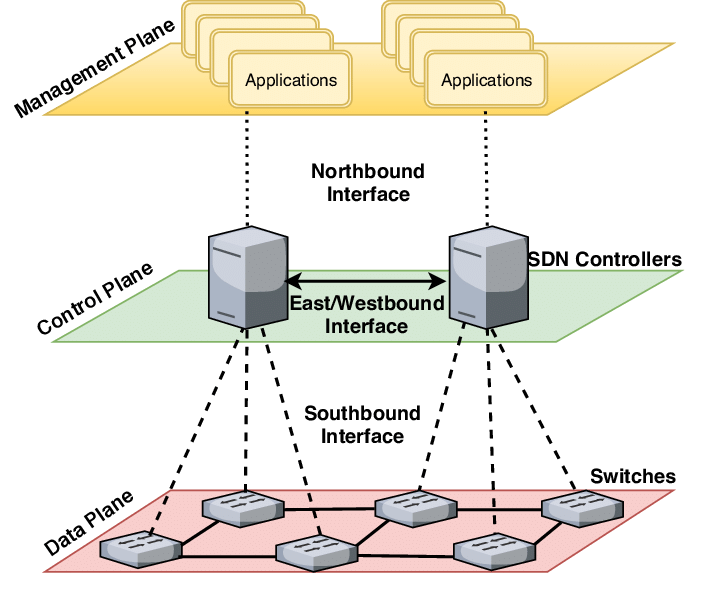 Management Plane
Applications
Applications
Northbound
Interface
SDN Controllers
Control Plane
East/Westbound
Interface
Southbound
Interface
Switches
Data Plane